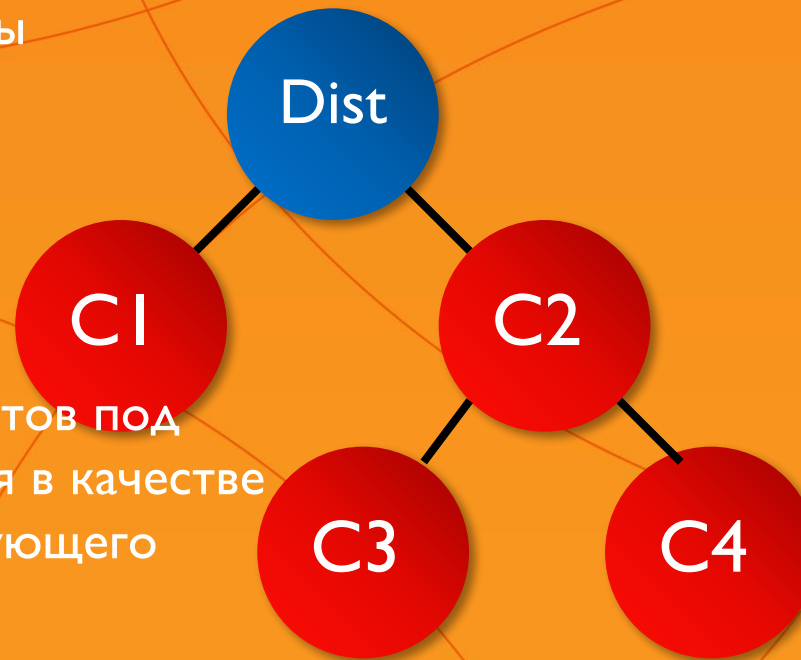 ы
Dist
C1
C2
тов под
я в качестве
ующего
C3
C4